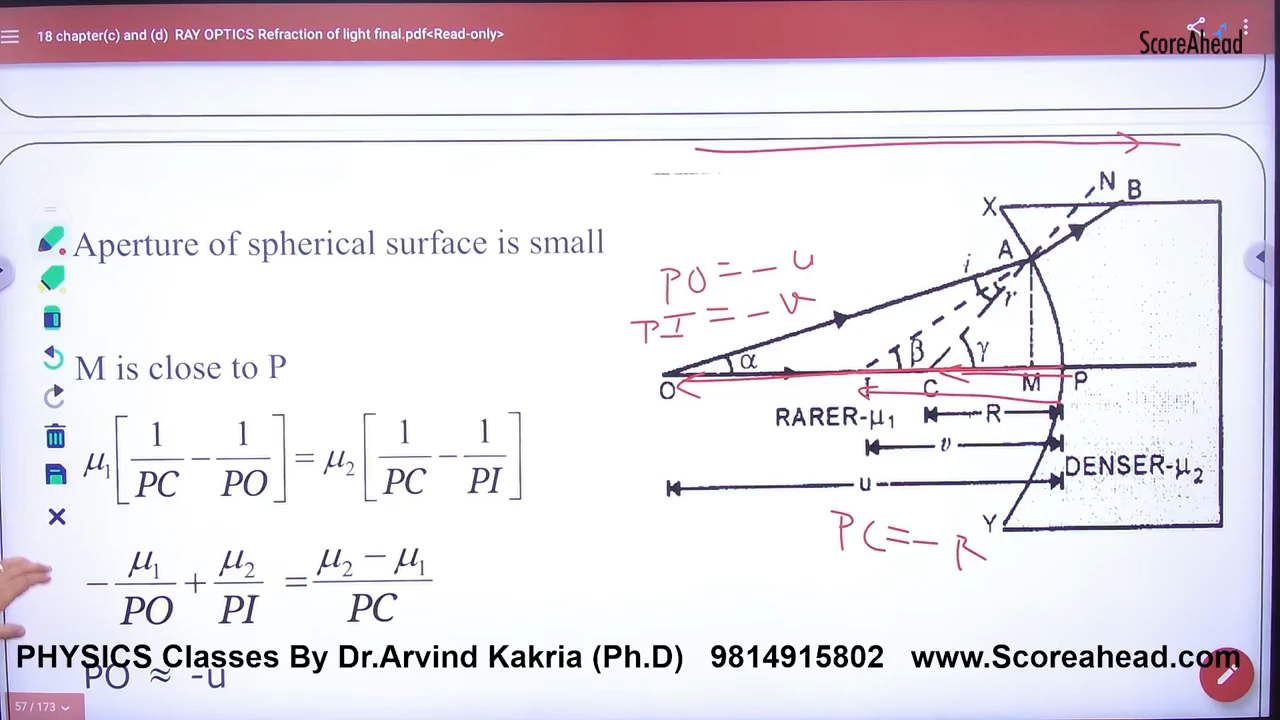 18 chapter(c) and (d) RAY OPTICS Refraction of light final.pdf<Read-only>
ScoreAhead
Aperture of spherical surface is small
M is close to P
μ₁[1/PC − 1/PO] = μ₂[1/PC − 1/PI]
−μ₁/PO + μ₂/PI = (μ₂ − μ₁)/PC
PO ≈ -u
PO = − u
PI = − v
N
B
X
A
i
r
α
β
γ
O
I
C
M
P
RARER-μ₁
R
v
DENSER-μ₂
u
Y
PC = − R
PHYSICS Classes By Dr.Arvind Kakria (Ph.D) 9814915802 www.Scoreahead.com
57 / 173